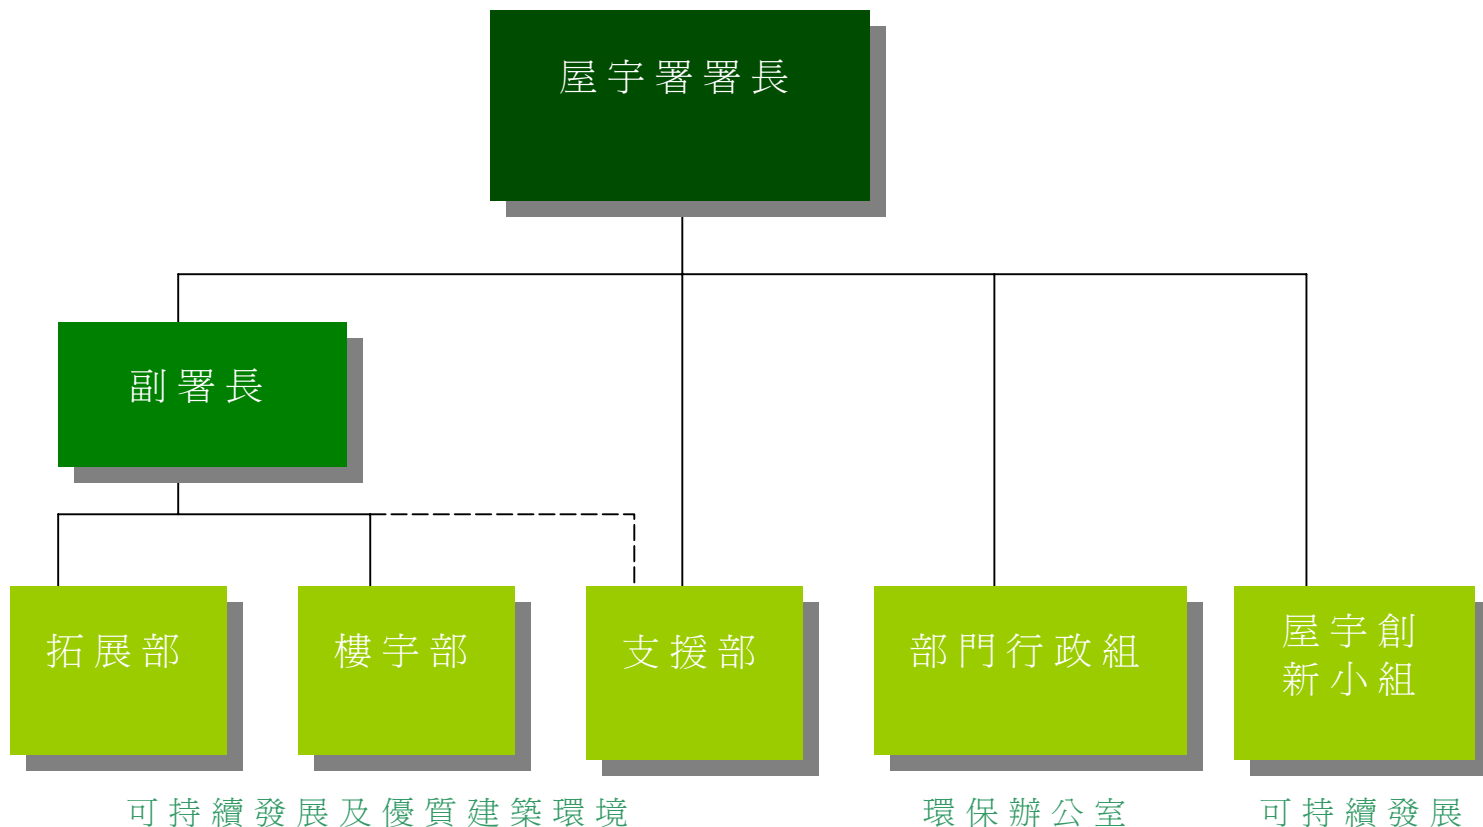 屋宇署署長
副署長
拓展部
樓宇部
支援部
部門行政組
屋宇創
新小組
可持續發展及優質建築環境
環保辦公室
可持續發展